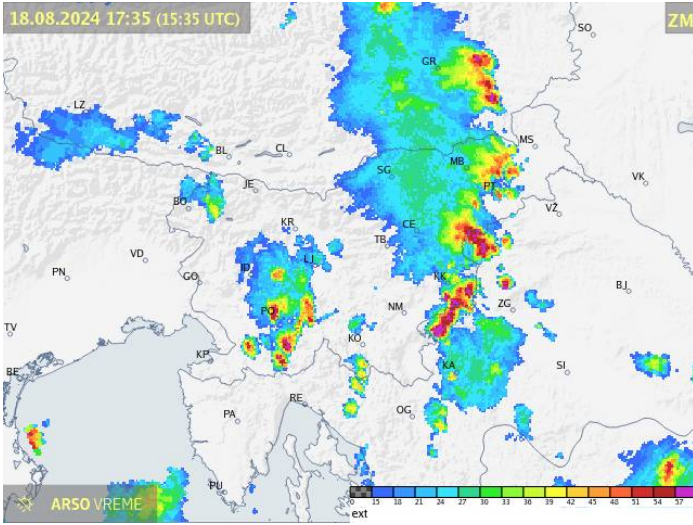 18.08.2024 17:35 (15:35 UTC)
ZM
SO
GR
LZ
MS
BL
CL
MB
SG
VK
JE
PT
BO
VŽ
KR
CE
TB
VD
LJ
ID
PN
GO
KK
BJ
PO
NM
ZG
TV
KO
KP
KA
SI
BE
RE
OG
PA
PU
ARSO VREME
0 15 18 21 24 27 30 33 36 39 42 45 48 51 54 57
ext